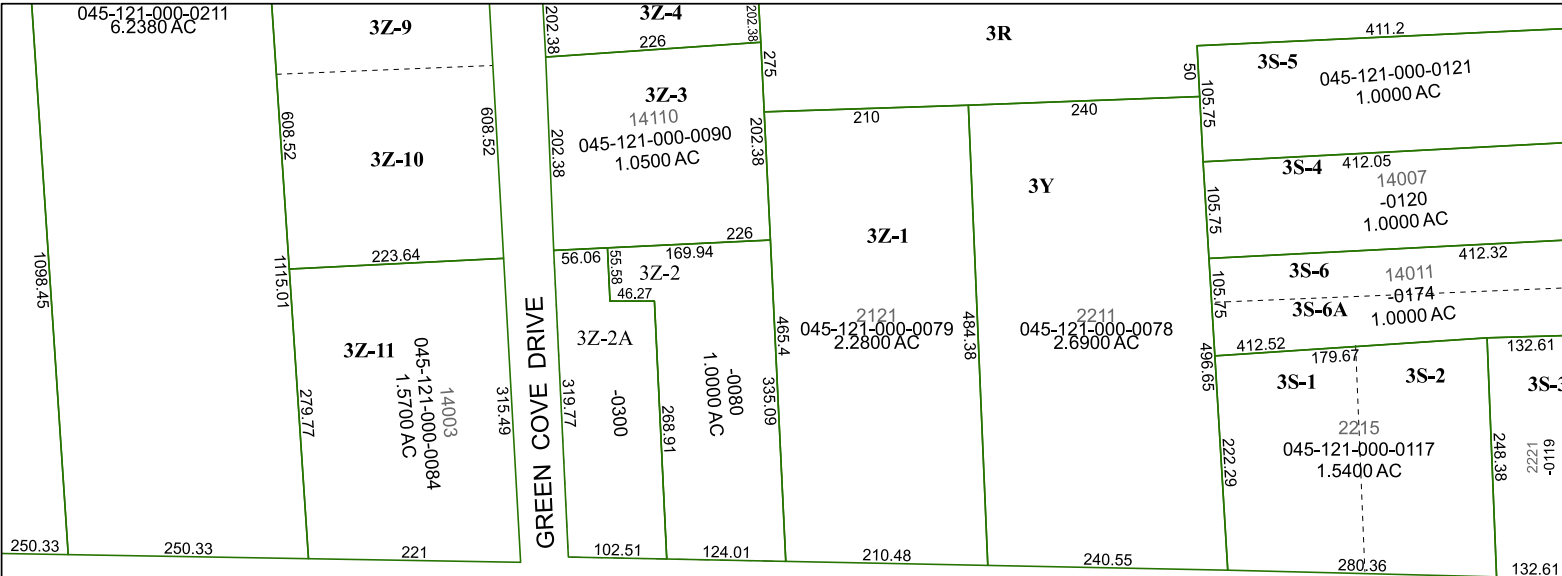 045-121-000-0211
6.2380 AC
1098.45
250.33
250.33
3Z-9
608.52
608.52
3Z-10
1115.01
223.64
3Z-11
14003
045-121-000-0084
1.5700 AC
279.77
315.49
221
GREEN COVE DRIVE
202.38
3Z-4
202.38
226
275
3Z-3
14110
045-121-000-0090
1.0500 AC
202.38
202.38
226
56.06
55.58
169.94
3Z-2
46.27
3Z-2A
-0300
319.77
268.91
-0080
1.0000 AC
465.4
335.09
102.51
124.01
3R
210
240
3Z-1
2121
045-121-000-0079
2.2800 AC
484.38
210.48
3Y
2211
045-121-000-0078
2.6900 AC
240.55
50
411.2
3S-5
045-121-000-0121
1.0000 AC
105.75
412.05
3S-4
14007
-0120
1.0000 AC
105.75
412.32
3S-6
14011
-0174
1.0000 AC
3S-6A
105.75
496.65
412.52
179.67
132.61
3S-1
3S-2
2215
045-121-000-0117
1.5400 AC
222.29
248.38
280.36
3S-3
2221
-0119
132.61